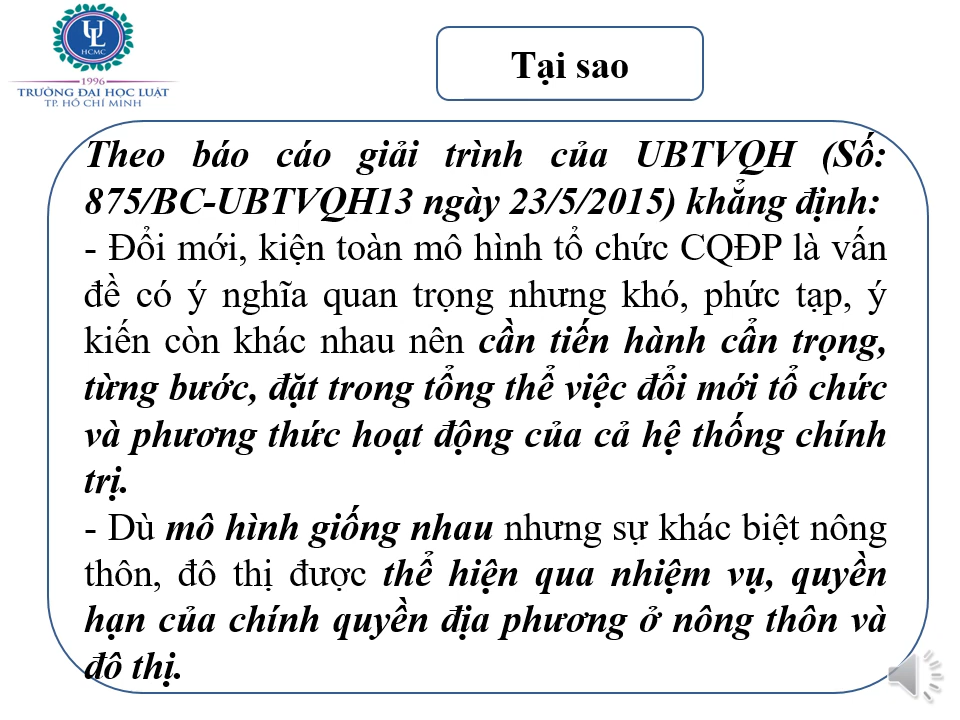 UL
HCMC
1996
TRƯỜNG ĐẠI HỌC LUẬT
TP. HỒ CHÍ MINH
Tại sao
Theo báo cáo giải trình của UBTVQH (Số:
875/BC-UBTVQH13 ngày 23/5/2015) khẳng định:
- Đổi mới, kiện toàn mô hình tổ chức CQĐP là vấn
đề có ý nghĩa quan trọng nhưng khó, phức tạp, ý
kiến còn khác nhau nên cần tiến hành cẩn trọng,
từng bước, đặt trong tổng thể việc đổi mới tổ chức
và phương thức hoạt động của cả hệ thống chính
trị.
- Dù mô hình giống nhau nhưng sự khác biệt nông
thôn, đô thị được thể hiện qua nhiệm vụ, quyền
hạn của chính quyền địa phương ở nông thôn và
đô thị.